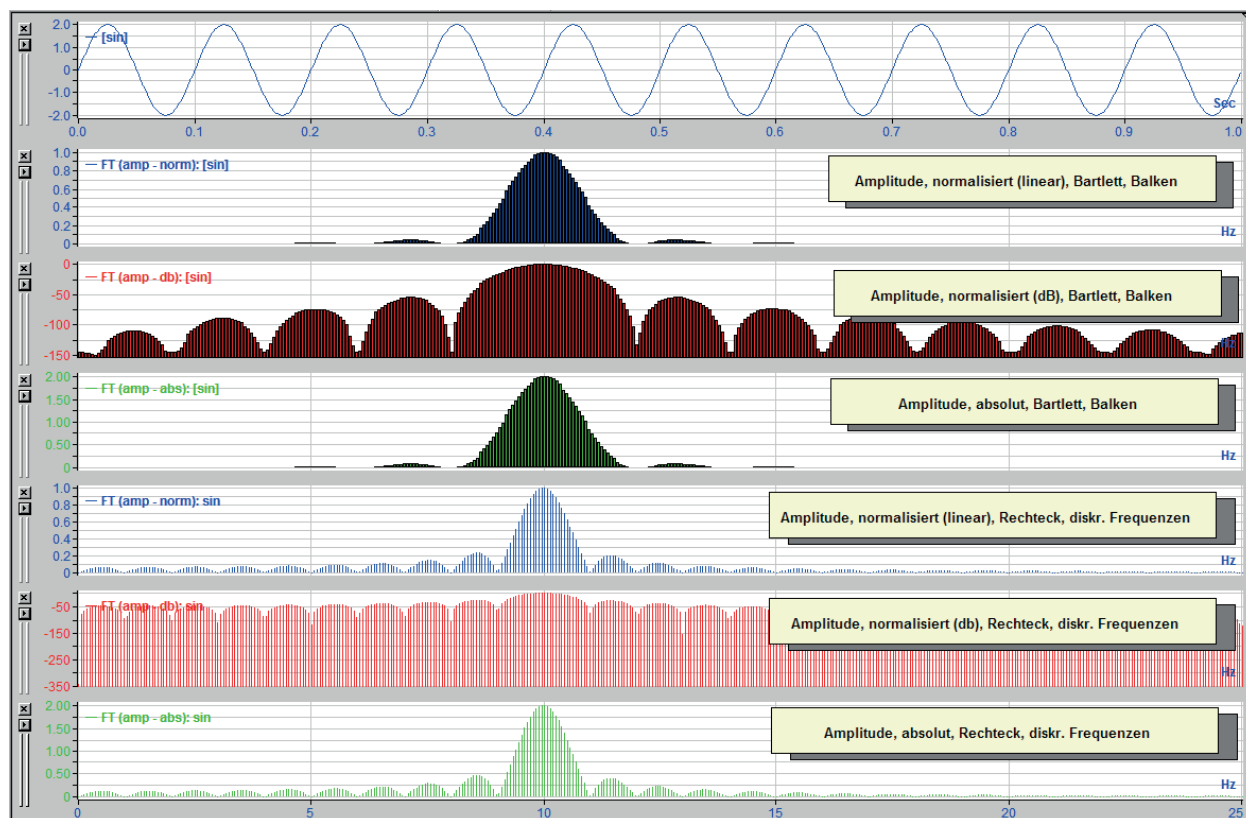 2.0
[sin]
1.0
0
-1.0
Sec
-2.0
0.0 0.1 0.2 0.3 0.4 0.5 0.6 0.7 0.8 0.9 1.0
1.0
FT (amp - norm): [sin]
0.8
Amplitude, normalisiert (linear), Bartlett, Balken
0.6
0.4
0.2
Hz
0
0
FT (amp - db): [sin]
-50
Amplitude, normalisiert (dB), Bartlett, Balken
-100
Hz
-150
2.00
FT (amp - abs): [sin]
1.50
Amplitude, absolut, Bartlett, Balken
1.00
0.50
Hz
0
1.0
FT (amp - norm): sin
0.8
Amplitude, normalisiert (linear), Rechteck, diskr. Frequenzen
0.6
0.4
0.2
Hz
0
-50
FT (amp - db): sin
Amplitude, normalisiert (db), Rechteck, diskr. Frequenzen
-150
-250
Hz
-350
2.00
FT (amp - abs): sin
1.50
Amplitude, absolut, Rechteck, diskr. Frequenzen
1.00
0.50
Hz
0
0 5 10 15 20 25